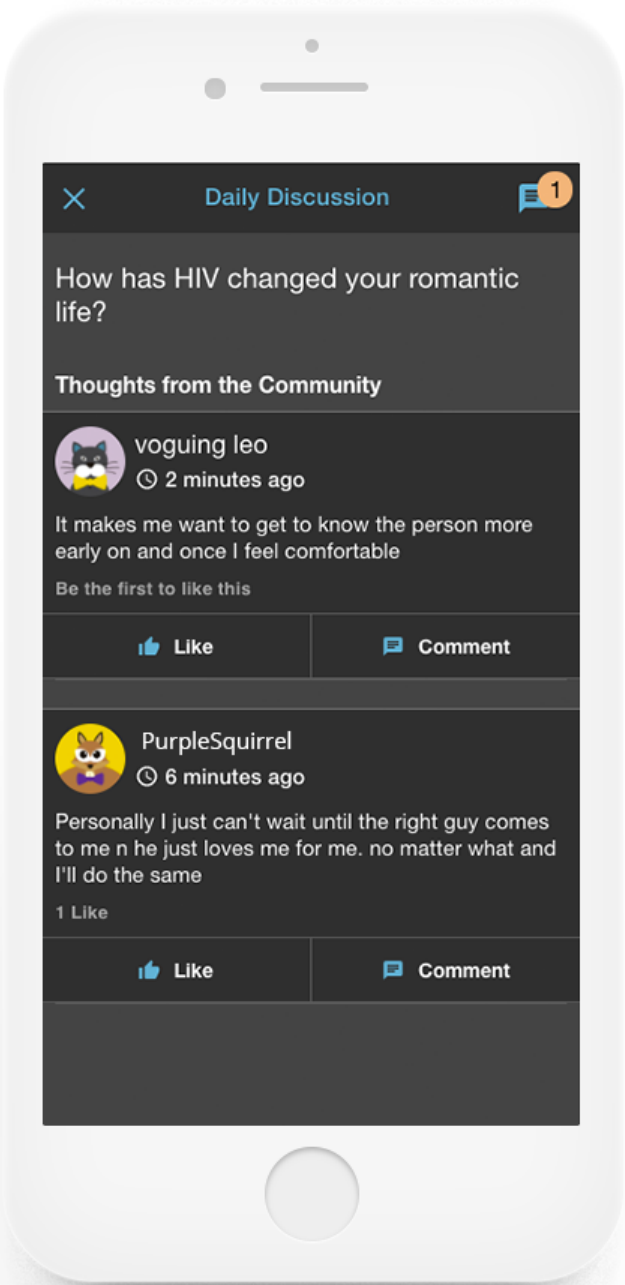 Daily Discussion
1
How has HIV changed your romantic
life?
Thoughts from the Community
voguing leo
2 minutes ago
It makes me want to get to know the person more
early on and once I feel comfortable
Be the first to like this
Like
Comment
PurpleSquirrel
6 minutes ago
Personally I just can't wait until the right guy comes
to me n he just loves me for me. no matter what and
I'll do the same
1 Like
Like
Comment